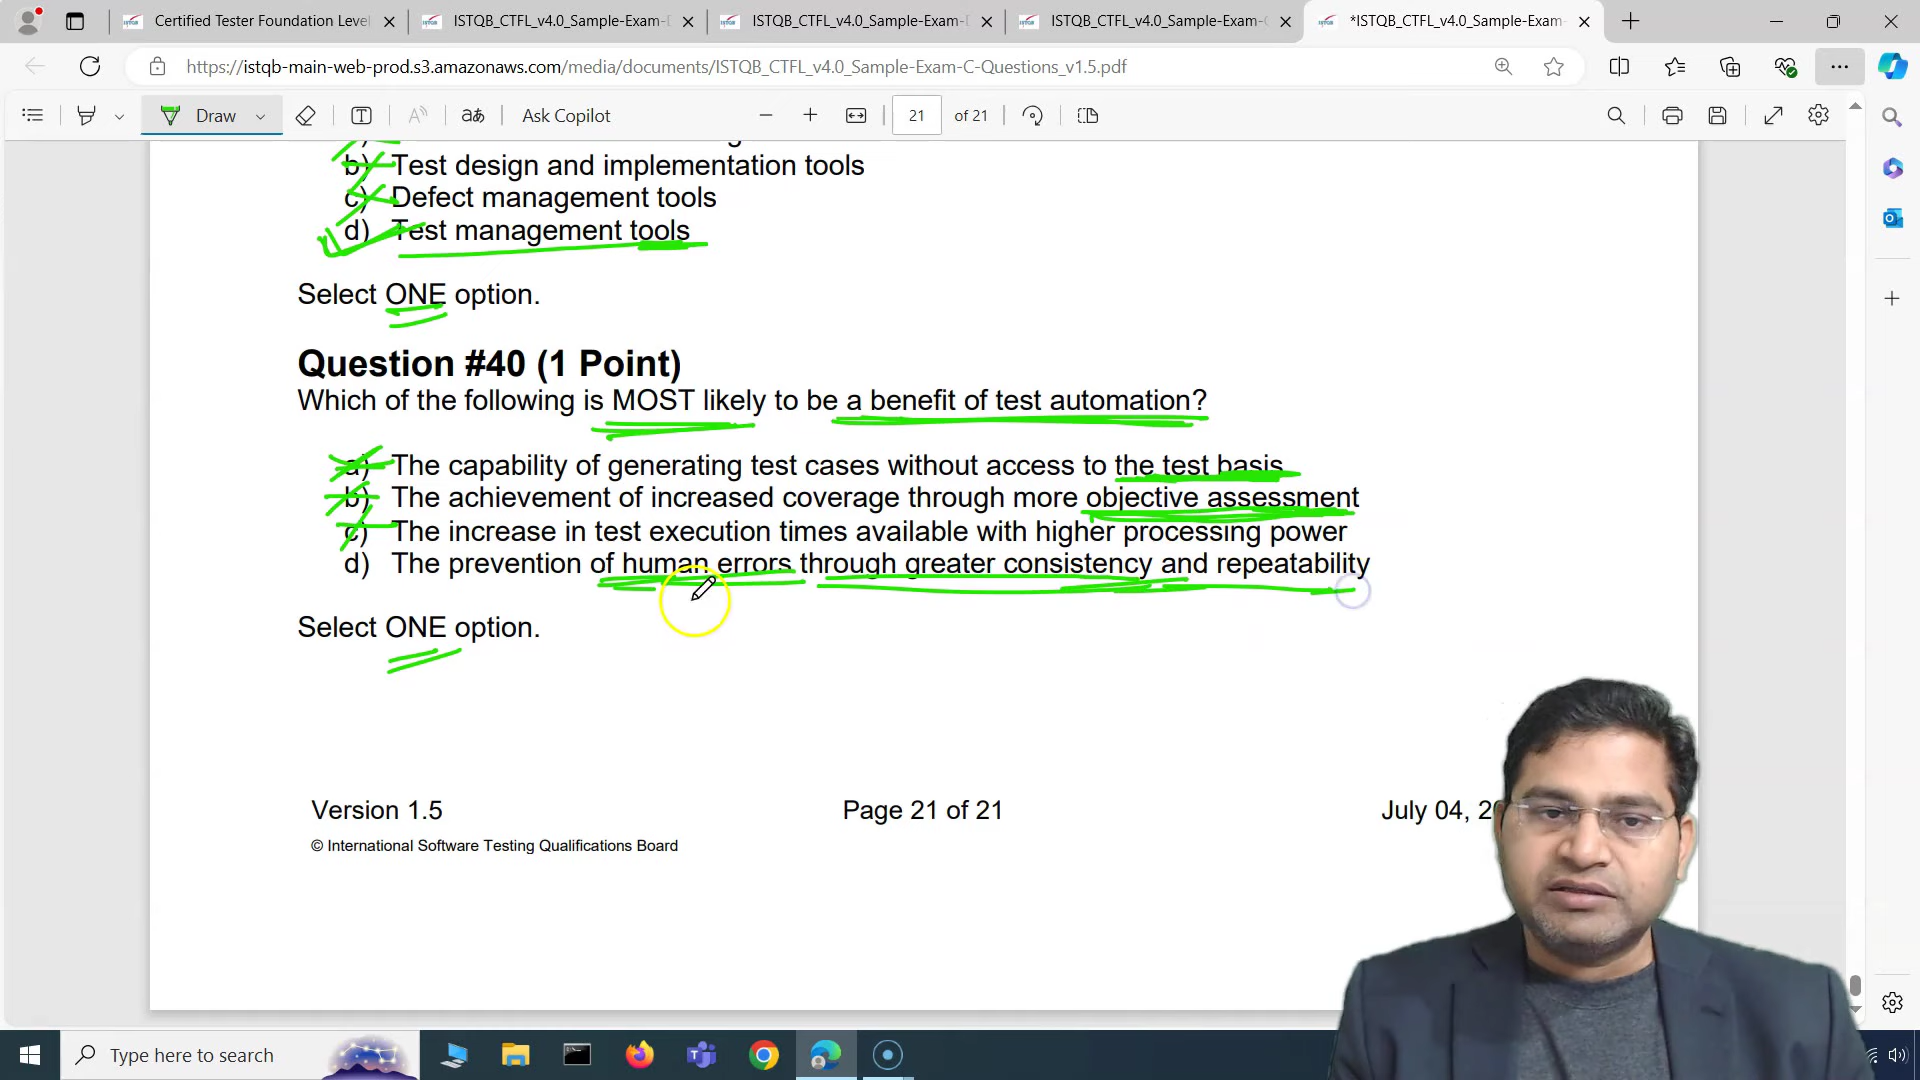 Certified Tester Foundation Level
ISTQB_CTFL_v4.0_Sample-Exam-
ISTQB_CTFL_v4.0_Sample-Exam-
ISTQB_CTFL_v4.0_Sample-Exam-
*ISTQB_CTFL_v4.0_Sample-Exam-
https://istqb-main-web-prod.s3.amazonaws.com/media/documents/ISTQB_CTFL_v4.0_Sample-Exam-C-Questions_v1.5.pdf
Draw
aあ
Ask Copilot
21 of 21
b) Test design and implementation tools
c) Defect management tools
d) Test management tools
Select ONE option.
Question #40 (1 Point)
Which of the following is MOST likely to be a benefit of test automation?
a) The capability of generating test cases without access to the test basis
b) The achievement of increased coverage through more objective assessment
c) The increase in test execution times available with higher processing power
d) The prevention of human errors through greater consistency and repeatability
Select ONE option.
Version 1.5
Page 21 of 21
July 04, 2
© International Software Testing Qualifications Board
Type here to search